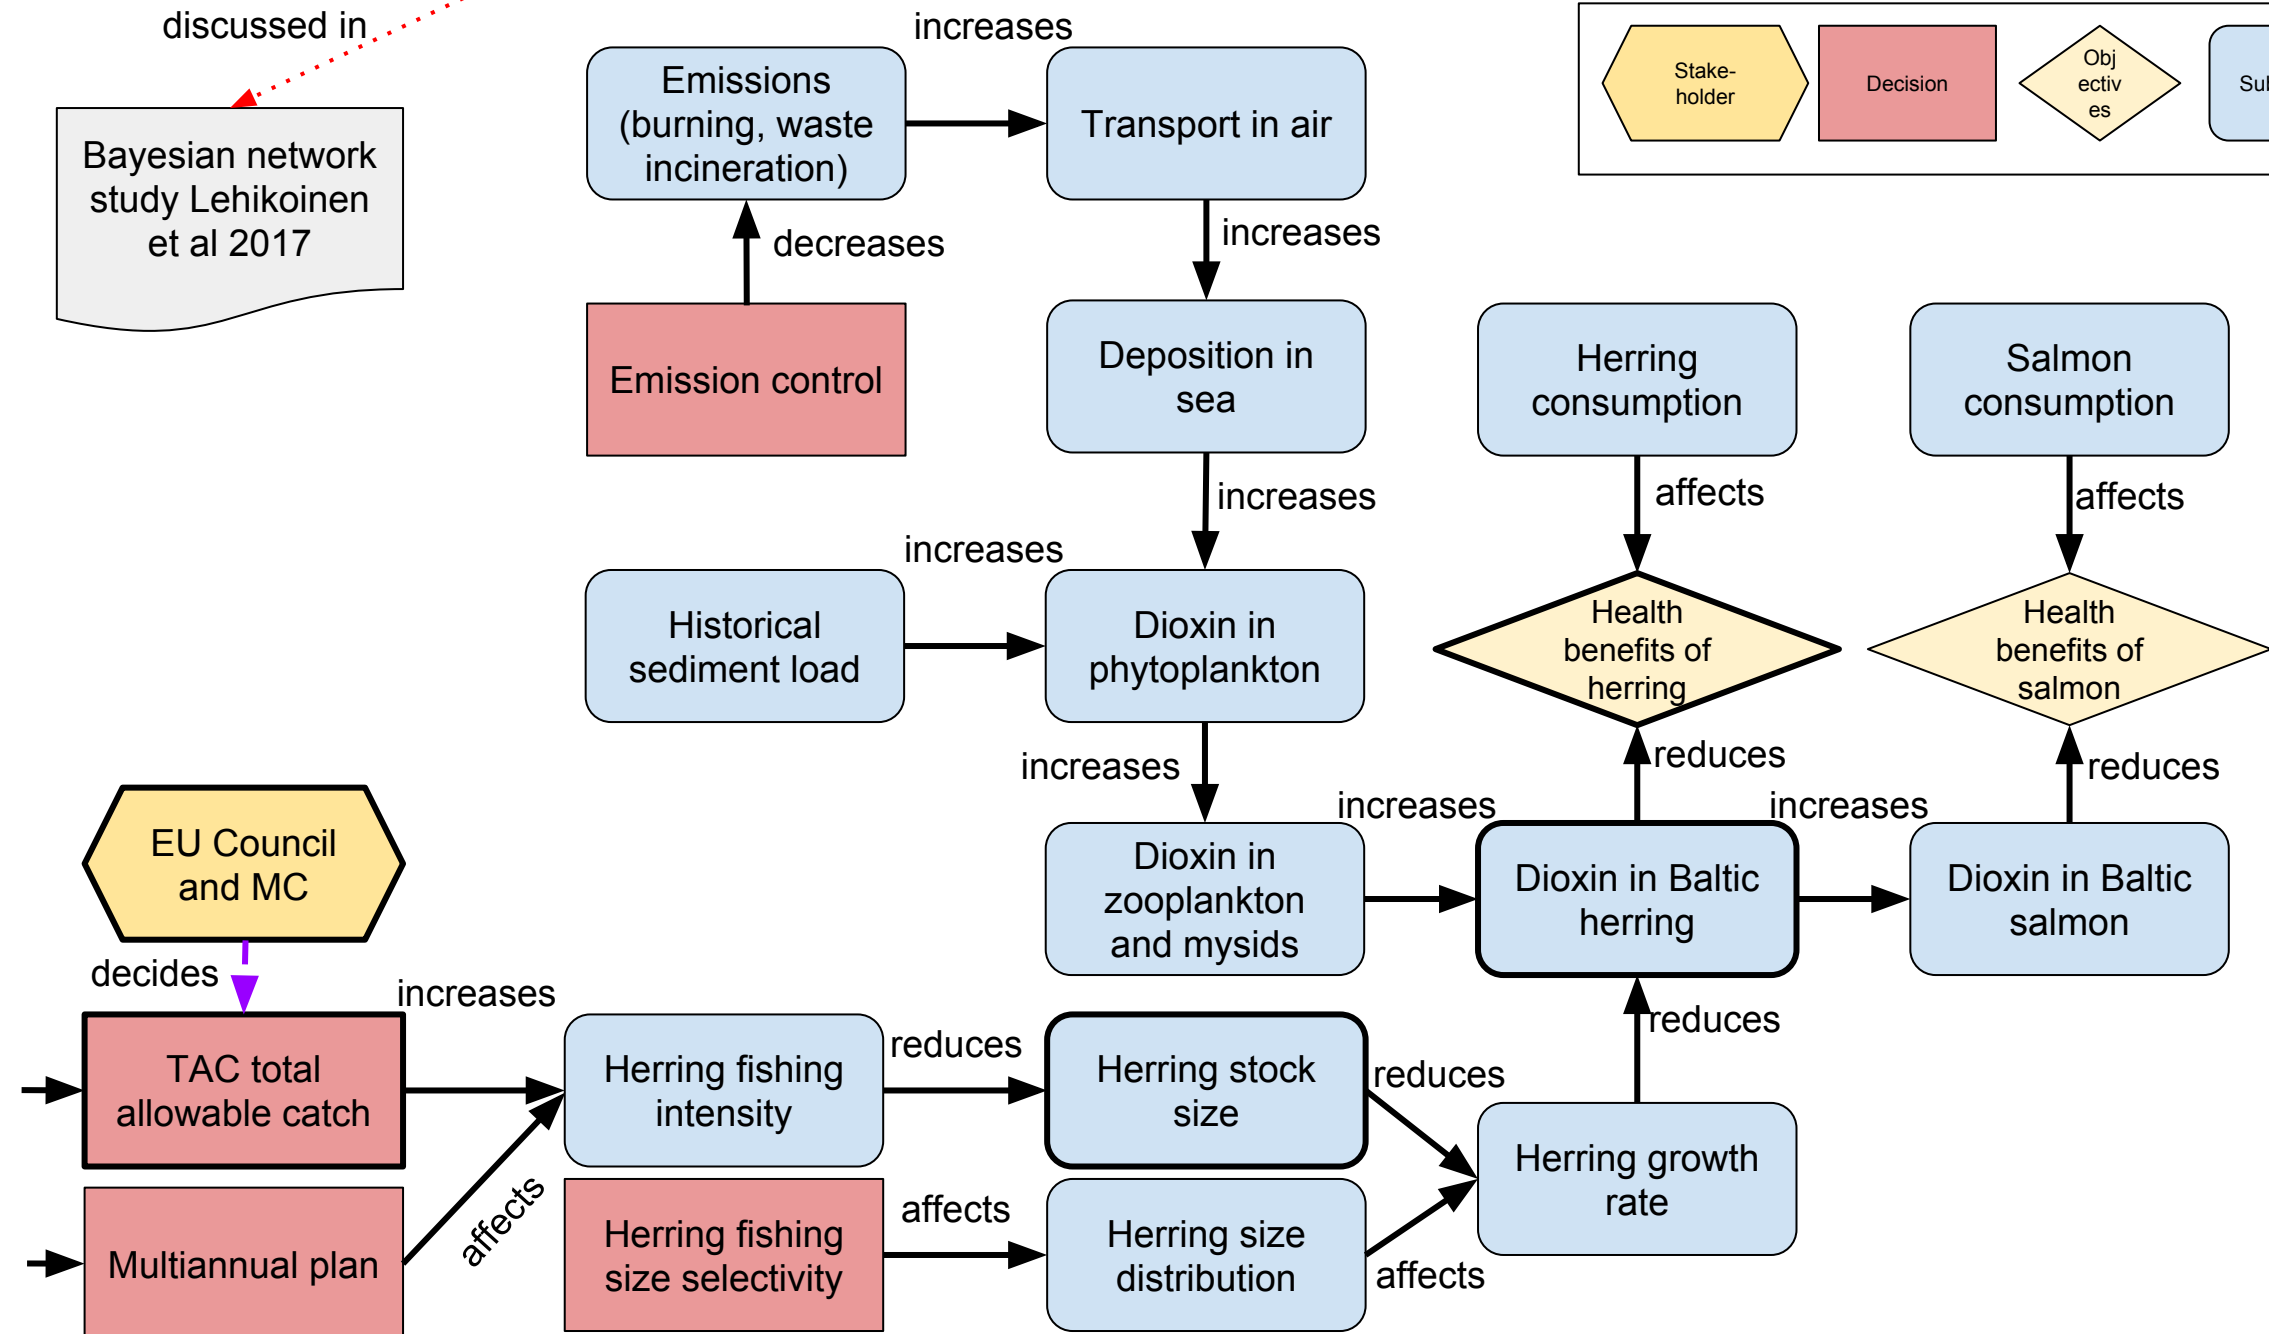 discussed in
increases
Emissions
(burning, waste
incineration)
Transport in air
Stake-
holder
Decision
Obj
ectiv
es
Bayesian network
study Lehikoinen
et al 2017
decreases
increases
Emission control
Deposition in
sea
Herring
consumption
Salmon
consumption
increases
affects
affects
increases
Historical
sediment load
Dioxin in
phytoplankton
Health
benefits of
herring
Health
benefits of
salmon
increases
reduces
reduces
increases
increases
EU Council
and MC
Dioxin in
zooplankton
and mysids
Dioxin in Baltic
herring
Dioxin in Baltic
salmon
decides
increases
reduces
TAC total
allowable catch
Herring fishing
intensity
reduces
Herring stock
size
reduces
Herring growth
rate
Multiannual plan
affects
Herring fishing
size selectivity
affects
Herring size
distribution
affects